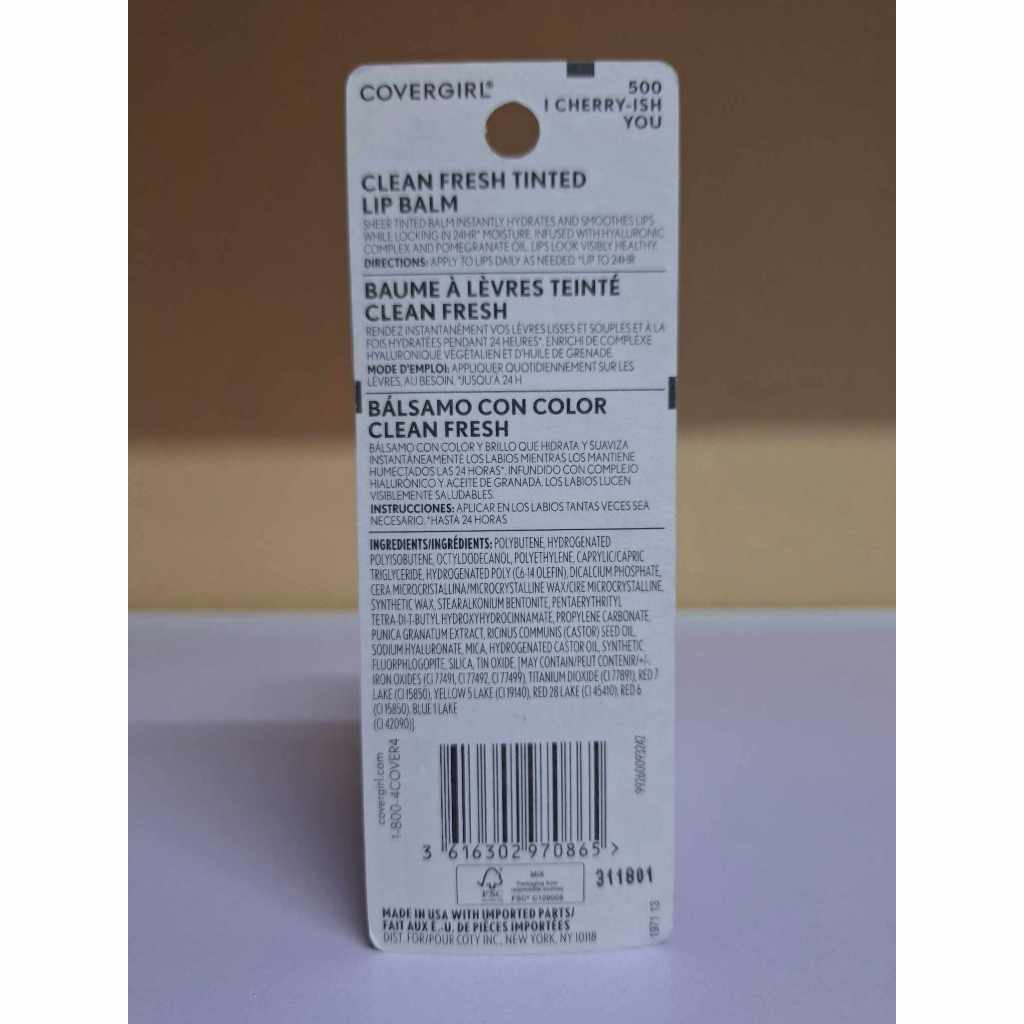 COVERGIRL®
500
I CHERRY-ISH
YOU
CLEAN FRESH TINTED
LIP BALM
SHEER TINTED BALM INSTANTLY HYDRATES AND SMOOTHES LIPS
WHILE LOCKING IN 24HR* MOISTURE. INFUSED WITH HYALURONIC
COMPLEX AND POMEGRANATE OIL. LIPS LOOK VISIBLY HEALTHY.
DIRECTIONS: APPLY TO LIPS DAILY AS NEEDED. *UP TO 24HR
BAUME À LÈVRES TEINTÉ
CLEAN FRESH
RENDEZ INSTANTANÉMENT VOS LÈVRES LISSES ET SOUPLES ET À LA
FOIS HYDRATÉES PENDANT 24 HEURES*. ENRICHI DE COMPLEXE
HYALURONIQUE VÉGÉTALIEN ET D'HUILE DE GRENADE.
MODE D'EMPLOI: APPLIQUER QUOTIDIENNEMENT SUR LES
LÈVRES, AU BESOIN. *JUSQU'À 24 H
BÁLSAMO CON COLOR
CLEAN FRESH
BÁLSAMO CON COLOR Y BRILLO QUE HIDRATA Y SUAVIZA
INSTANTÁNEAMENTE LOS LABIOS MIENTRAS LOS MANTIENE
HUMECTADOS LAS 24 HORAS*. INFUNDIDO CON COMPLEJO
HIALURÓNICO Y ACEITE DE GRANADA. LOS LABIOS LUCEN
VISIBLEMENTE SALUDABLES.
INSTRUCCIONES: APLICAR EN LOS LABIOS TANTAS VECES SEA
NECESARIO. *HASTA 24 HORAS
INGREDIENTS/INGRÉDIENTS: POLYBUTENE, HYDROGENATED
POLYISOBUTENE, OCTYLDODECANOL, POLYETHYLENE, CAPRYLIC/CAPRIC
TRIGLYCERIDE, HYDROGENATED POLY (C6-14 OLEFIN), DICALCIUM PHOSPHATE,
CERA MICROCRISTALLINA/MICROCRYSTALLINE WAX/CIRE MICROCRYSTALLINE,
SYNTHETIC WAX, STEARALKONIUM BENTONITE, PENTAERYTHRITYL
TETRA-DI-T-BUTYL HYDROXYHYDROCINNAMATE, PROPYLENE CARBONATE,
PUNICA GRANATUM EXTRACT, RICINUS COMMUNIS (CASTOR) SEED OIL,
SODIUM HYALURONATE, MICA, HYDROGENATED CASTOR OIL, SYNTHETIC
FLUORPHLOGOPITE, SILICA, TIN OXIDE, [MAY CONTAIN/PEUT CONTENIR/+/-:
IRON OXIDES (CI 77491, CI 77492, CI 77499), TITANIUM DIOXIDE (CI 77891), RED 7
LAKE (CI 15850), YELLOW 5 LAKE (CI 19140), RED 28 LAKE (CI 45410), RED 6
(CI 15850), BLUE 1 LAKE
(CI 42090)]
covergirl.com
1-800-4COVER4
99260093242
3 616302 970865 >
FSC
MIX
Packaging from
responsible sources
311801
MADE IN USA WITH IMPORTED PARTS/
FAIT AUX É.-U. DE PIÈCES IMPORTÉES
DIST. FOR/POUR COTY INC., NEW YORK, NY 10118
1971 13